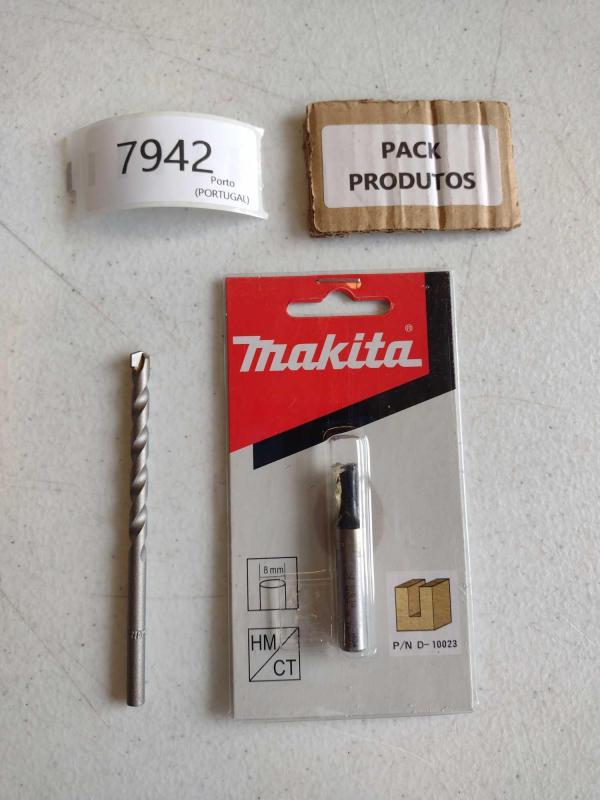 7942
Porto
(PORTUGAL)
PACK
PRODUTOS
makita®
8mm
HM
CT
P/N D-10023